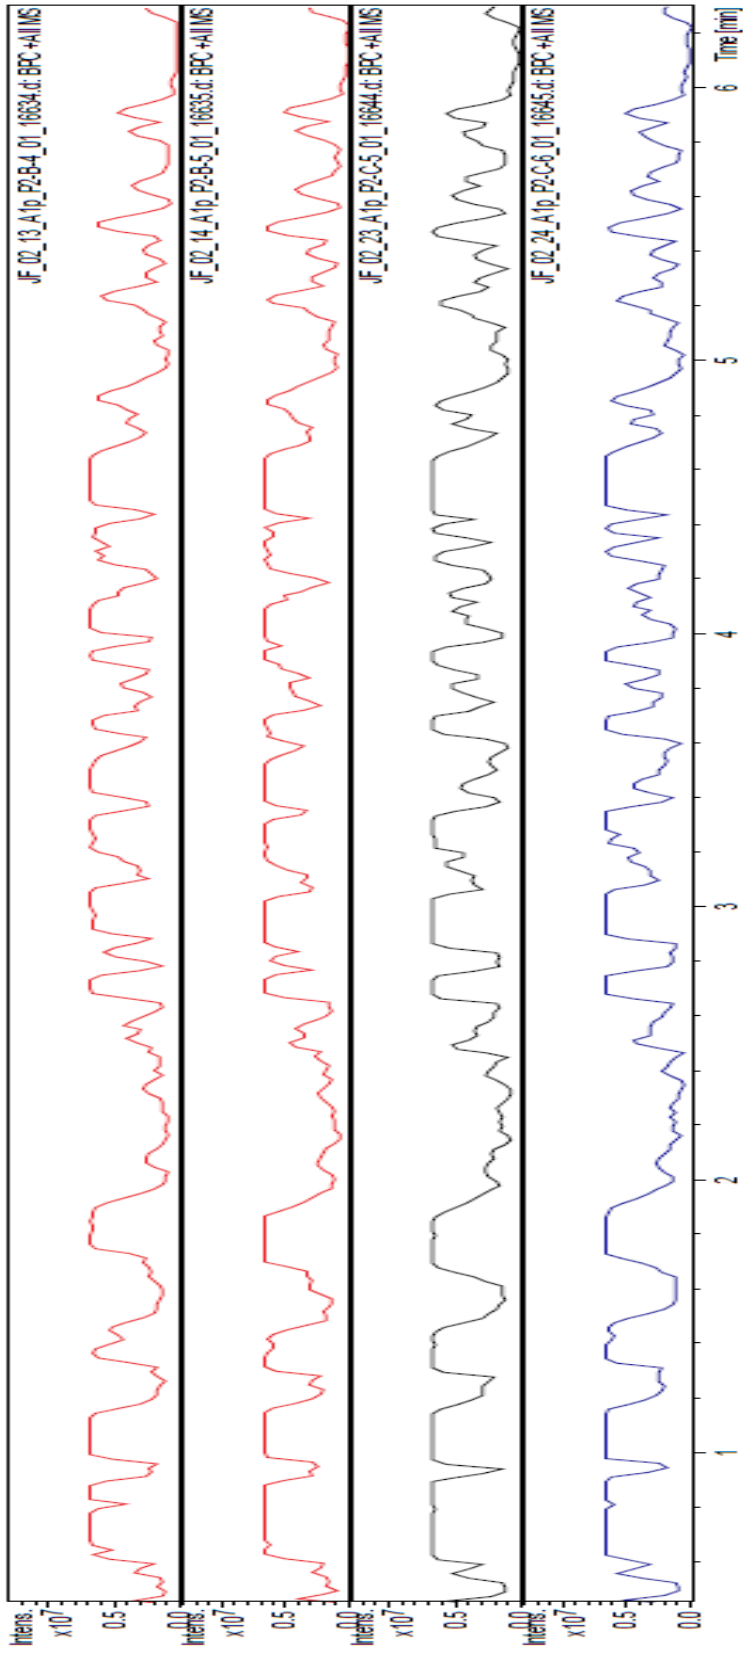 JF_02_13_A1p_P2-B-4_01_16634.d: BPC +All MS
Intens.
x10⁷
0.5
0.0
JF_02_14_A1p_P2-B-5_01_16635.d: BPC +All MS
Intens.
x10⁷
0.5
0.0
JF_02_23_A1p_P2-C-5_01_16644.d: BPC +All MS
Intens.
x10⁷
0.5
0.0
JF_02_24_A1p_P2-C-6_01_16645.d: BPC +All MS
Intens.
x10⁷
0.5
0.0
1 2 3 4 5 6 Time [min]